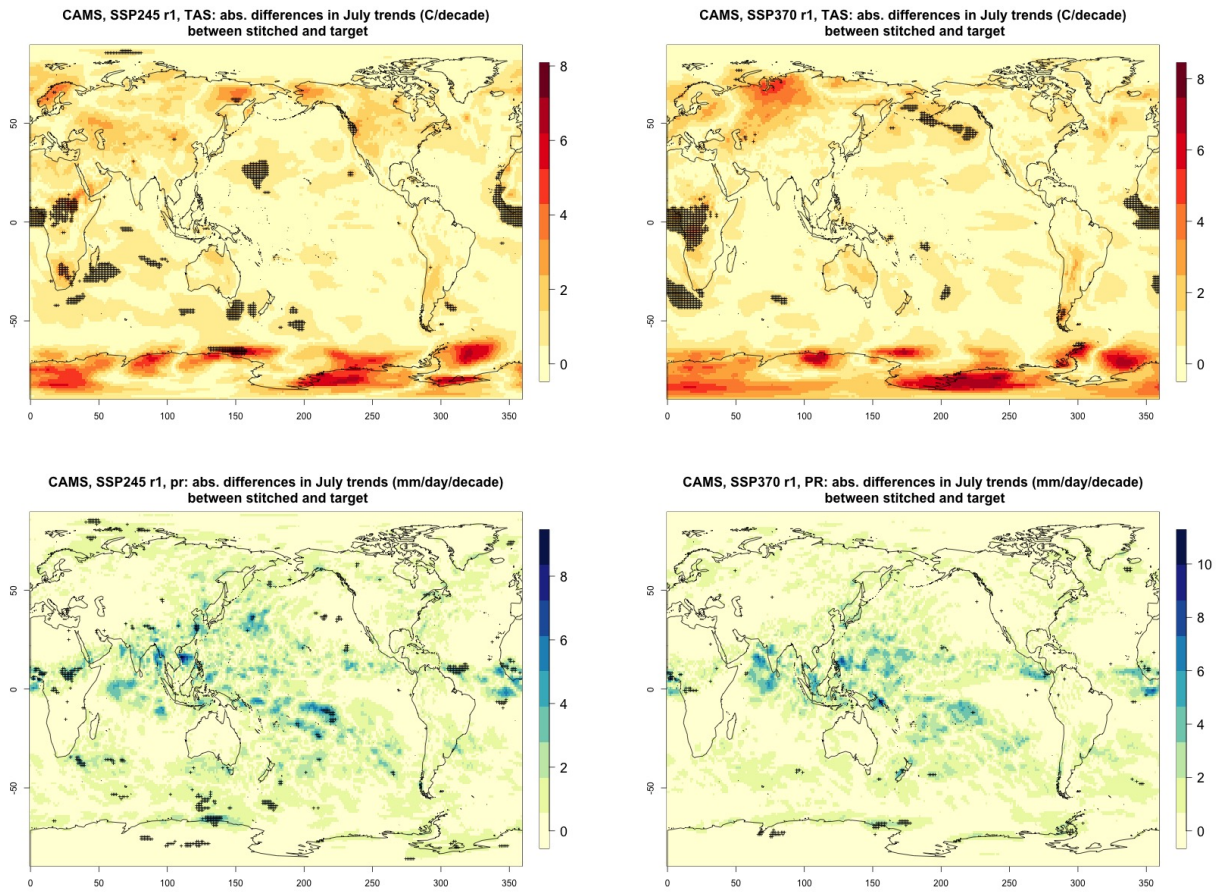 CAMS, SSP245 r1, TAS: abs. differences in July trends (C/decade)
between stitched and target
CAMS, SSP370 r1, TAS: abs. differences in July trends (C/decade)
between stitched and target
50
0
-50
0 50 100 150 200 250 300 350
8
6
4
2
0
50
0
-50
0 50 100 150 200 250 300 350
8
6
4
2
0
CAMS, SSP245 r1, pr: abs. differences in July trends (mm/day/decade)
between stitched and target
CAMS, SSP370 r1, PR: abs. differences in July trends (mm/day/decade)
between stitched and target
50
0
-50
0 50 100 150 200 250 300 350
8
6
4
2
0
50
0
-50
0 50 100 150 200 250 300 350
10
8
6
4
2
0